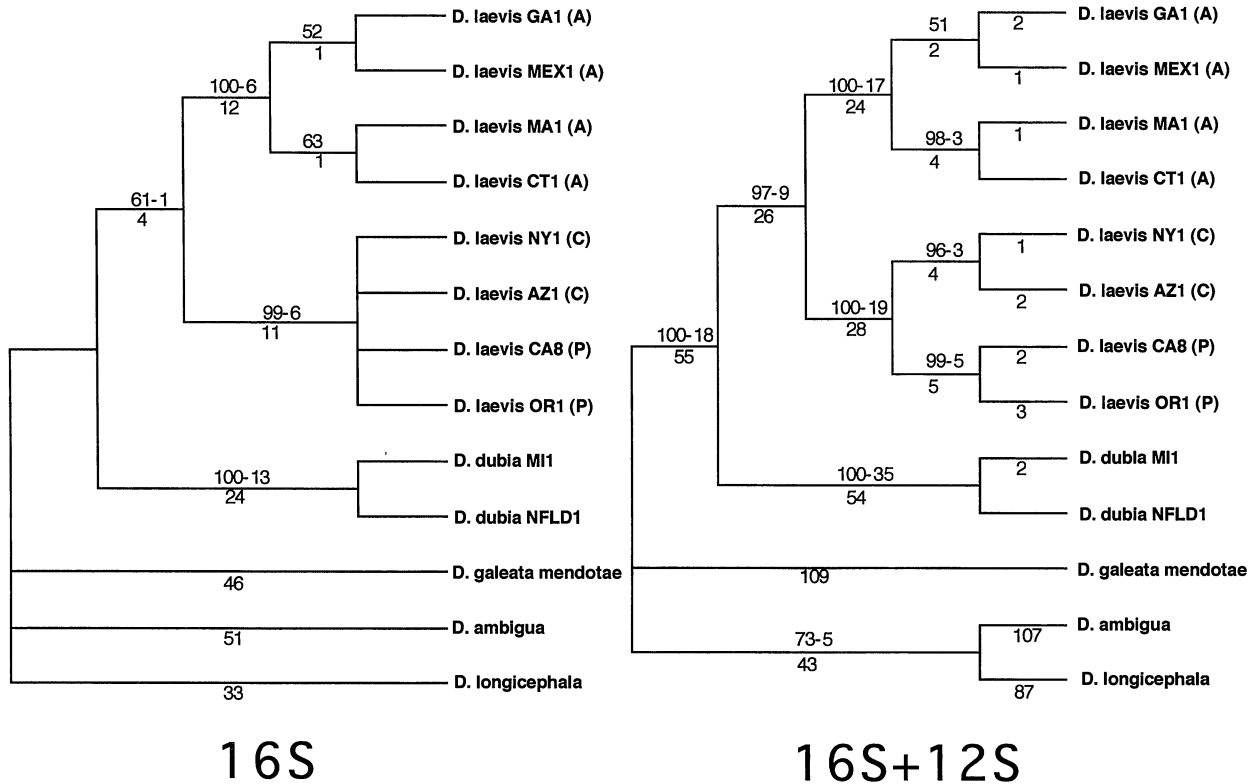 52
1
D. laevis GA1 (A)
D. laevis MEX1 (A)
100-6
12
63
1
D. laevis MA1 (A)
D. laevis CT1 (A)
61-1
4
D. laevis NY1 (C)
D. laevis AZ1 (C)
99-6
11
D. laevis CA8 (P)
D. laevis OR1 (P)
100-13
24
D. dubia MI1
D. dubia NFLD1
46
D. galeata mendotae
51
D. ambigua
33
D. longicephala
16S
51
2
2
D. laevis GA1 (A)
1
D. laevis MEX1 (A)
100-17
24
98-3
4
1
D. laevis MA1 (A)
D. laevis CT1 (A)
97-9
26
96-3
4
1
D. laevis NY1 (C)
2
D. laevis AZ1 (C)
100-19
28
99-5
5
2
D. laevis CA8 (P)
3
D. laevis OR1 (P)
100-18
55
100-35
54
2
D. dubia MI1
D. dubia NFLD1
109
D. galeata mendotae
73-5
43
107
D. ambigua
87
D. longicephala
16S+12S